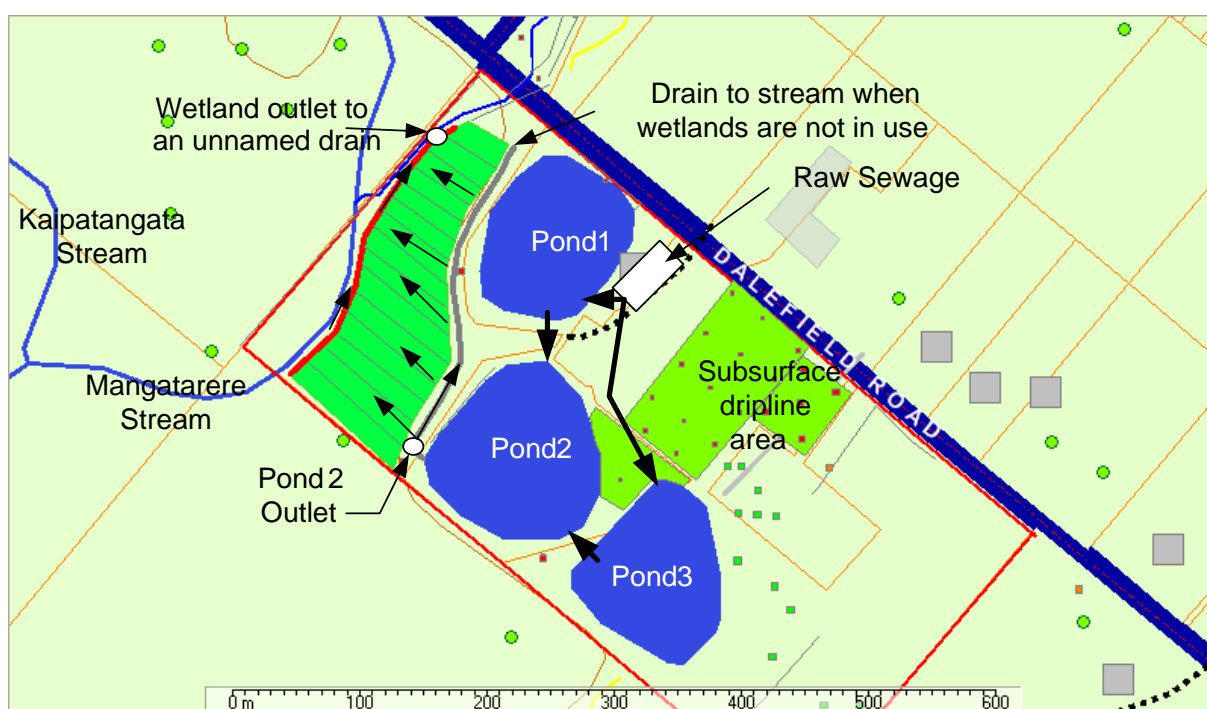 Wetland outlet to
an unnamed drain
Drain to stream when
wetlands are not in use
Raw Sewage
Kaipatangata
Stream
Pond1
DALEFIELD ROAD
Mangatarere
Stream
Subsurface
dripline
area
Pond2
Pond 2
Outlet
Pond3
0 m 100 200 300 400 500 600